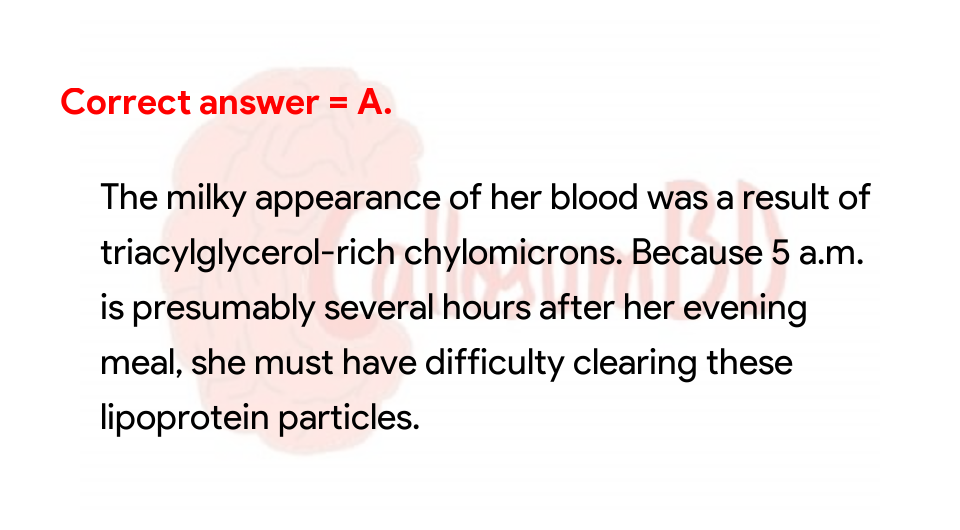 Correct answer = A.
The milky appearance of her blood was a result of
triacylglycerol-rich chylomicrons. Because 5 a.m.
is presumably several hours after her evening
meal, she must have difficulty clearing these
lipoprotein particles.
CallosumBD